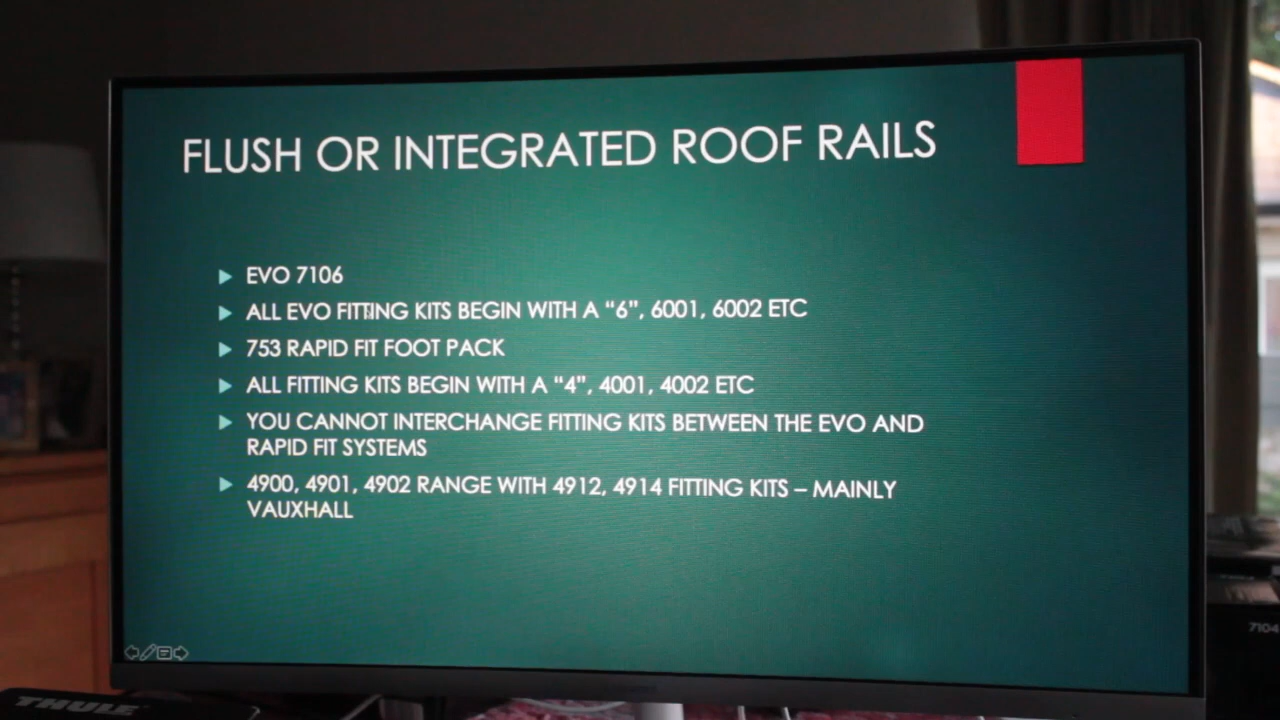 FLUSH OR INTEGRATED ROOF RAILS
EVO 7106
ALL EVO FITTING KITS BEGIN WITH A “6”, 6001, 6002 ETC
753 RAPID FIT FOOT PACK
ALL FITTING KITS BEGIN WITH A “4”, 4001, 4002 ETC
YOU CANNOT INTERCHANGE FITTING KITS BETWEEN THE EVO AND
RAPID FIT SYSTEMS
4900, 4901, 4902 RANGE WITH 4912, 4914 FITTING KITS – MAINLY
VAUXHALL
7104
THULE